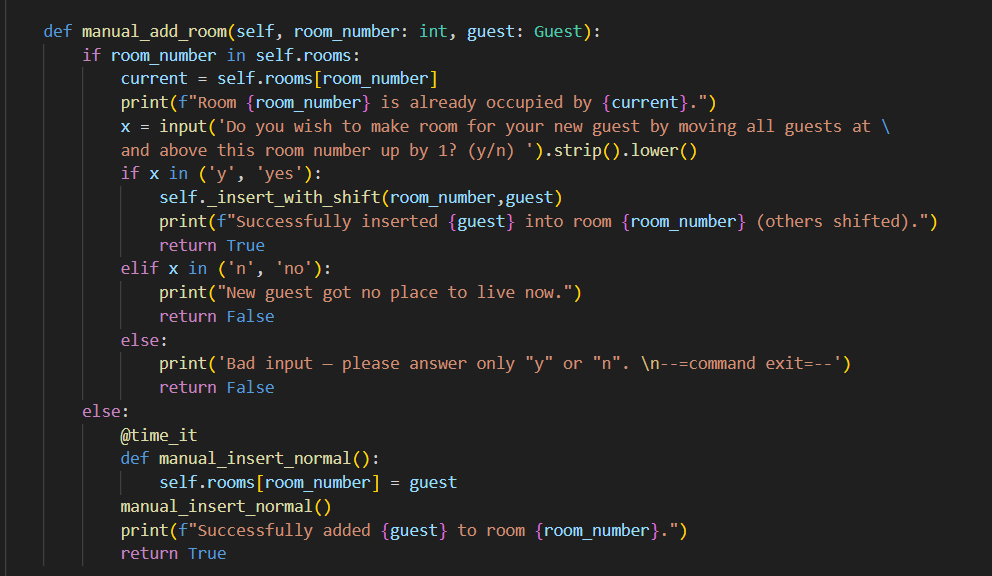 def manual_add_room(self, room_number: int, guest: Guest):
    if room_number in self.rooms:
        current = self.rooms[room_number]
        print(f"Room {room_number} is already occupied by {current}.")
        x = input('Do you wish to make room for your new guest by moving all guests at \
        and above this room number up by 1? (y/n) ').strip().lower()
        if x in ('y', 'yes'):
            self._insert_with_shift(room_number,guest)
            print(f"Successfully inserted {guest} into room {room_number} (others shifted).")
            return True
        elif x in ('n', 'no'):
            print("New guest got no place to live now.")
            return False
        else:
            print('Bad input — please answer only "y" or "n". \n--=command exit=--')
            return False
    else:
        @time_it
        def manual_insert_normal():
            self.rooms[room_number] = guest
        manual_insert_normal()
        print(f"Successfully added {guest} to room {room_number}.")
        return True